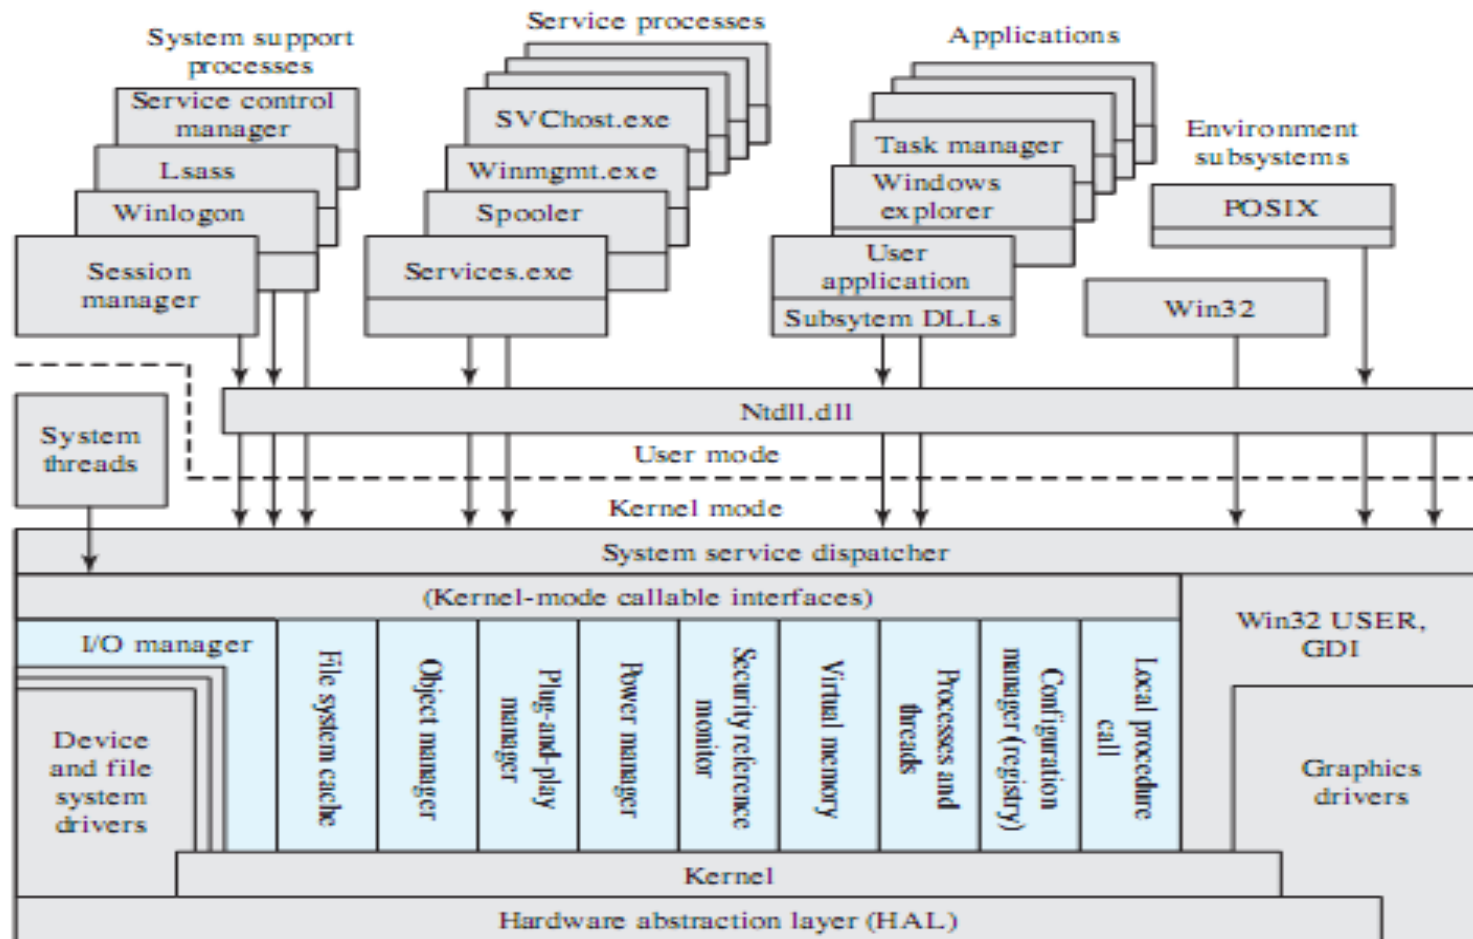 System support
processes
Service control
manager
Lsass
Winlogon
Session
manager
Service processes
SVChost.exe
Winmgmt.exe
Spooler
Services.exe
Applications
Task manager
Windows
explorer
User
application
Subsytem DLLs
Environment
subsystems
POSIX
Win32
Ntdll.dll
User mode
System
threads
Kernel mode
System service dispatcher
(Kernel-mode callable interfaces)
I/O manager
Device
and file
system
drivers
File system cache
Object manager
Plug-and-play
manager
Power manager
Security reference
monitor
Virtual memory
Processes and
threads
Configuration
manager (registry)
Local procedure
call
Win32 USER,
GDI
Graphics
drivers
Kernel
Hardware abstraction layer (HAL)